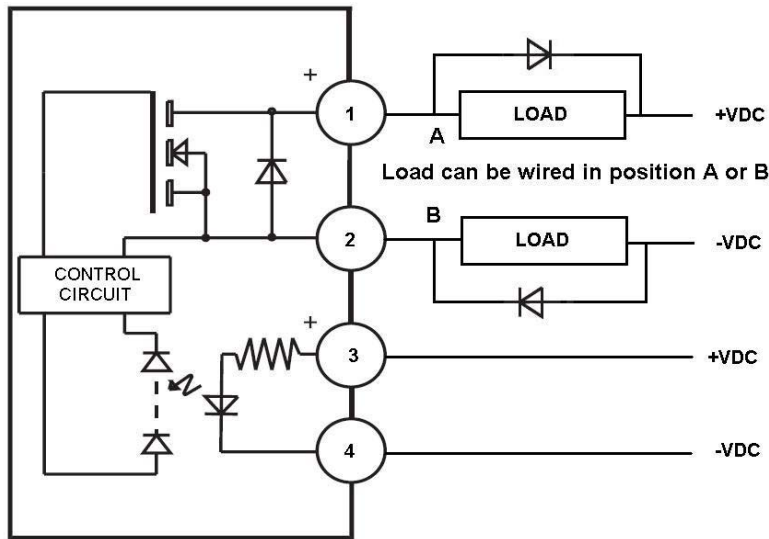 +
1
LOAD
+VDC
A
Load can be wired in position A or B
B
2
LOAD
-VDC
CONTROL
CIRCUIT
+
3
+VDC
4
-VDC